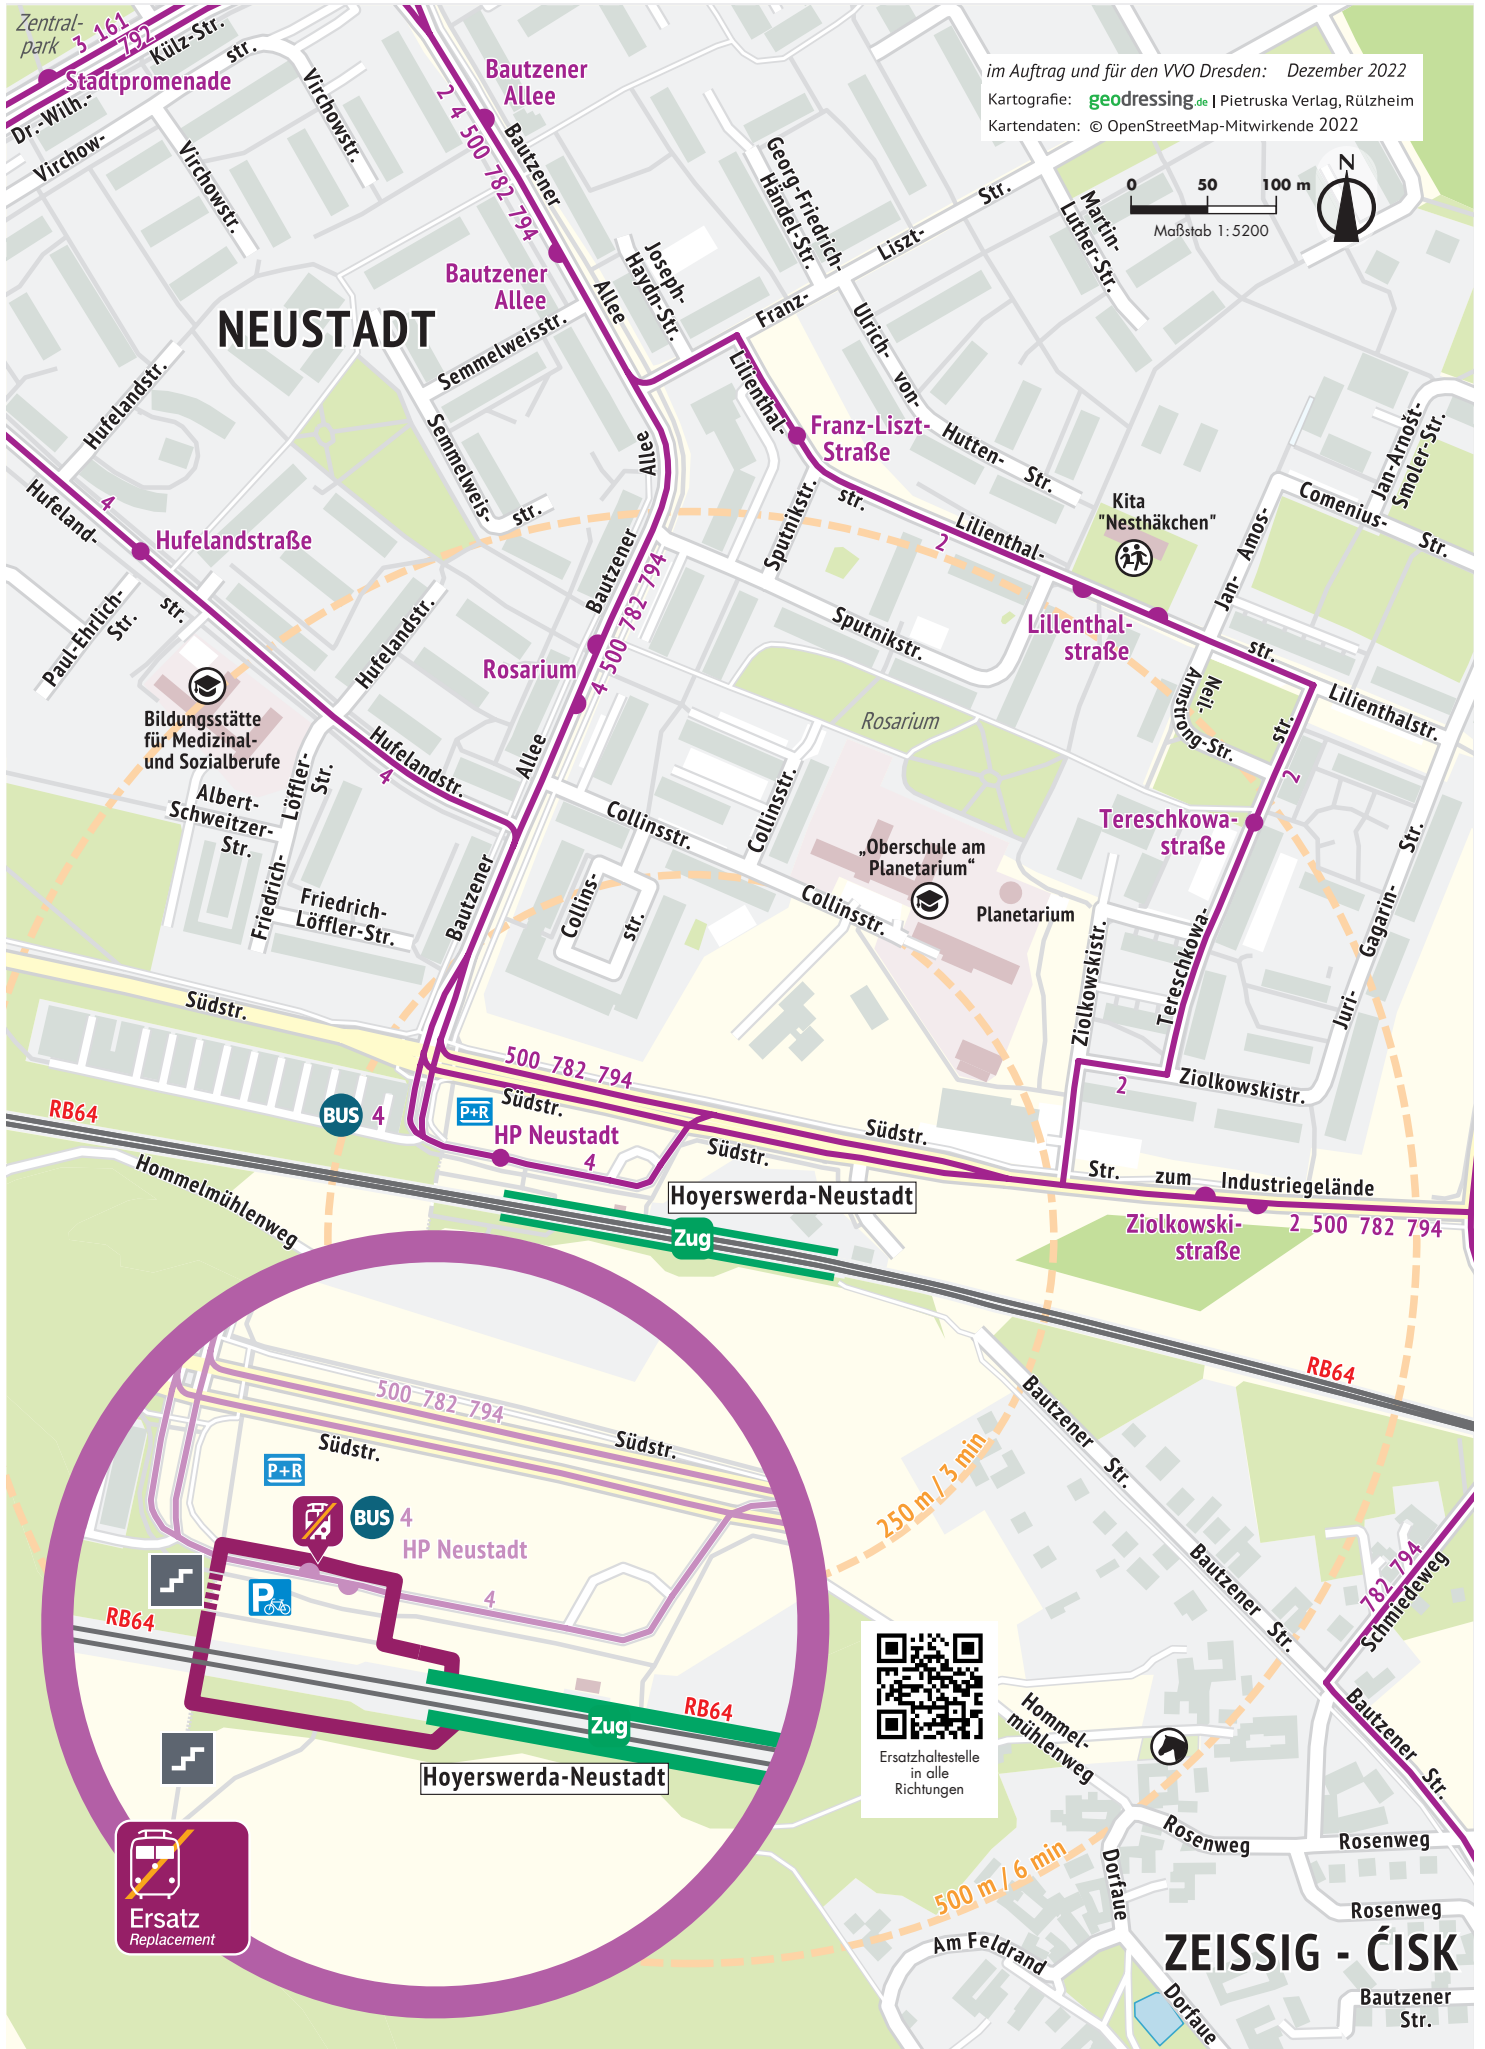 Zentral-
park
3 161
792
Külz-Str.
Dr.-Wilh.-
Stadtpromenade
Virchow-
str.
Virchowstr.
Virchowstr.
Bautzener
Allee
2 4 500 782 794
Bautzener
Allee
Bautzener
Allee
im Auftrag und für den VVO Dresden: Dezember 2022
Kartografie: geodressing.de | Pietruska Verlag, Rülzheim
Kartendaten: © OpenStreetMap-Mitwirkende 2022
0 50 100 m
Maßstab 1:5200
N
Georg-Friedrich-
Händel-Str.
Martin-
Luther-Str.
Franz-
Liszt-
Str.
Joseph-
Haydn-Str.
NEUSTADT
Semmelweisstr.
Semmelweis-
str.
Hufelandstr.
Ulrich-
von-
Hutten-
Str.
Lilienthal-
str.
Franz-Liszt-
Straße
Allee
Jan-Arnošt-
Smoler-Str.
Comenius-
Str.
Jan-
Amos-
Kita
"Nesthäkchen"
Hufeland-
str.
4
Hufelandstraße
Sputnikstr.
Lilienthal-
2
str.
Lillenthal-
straße
Bautzener
4 500 782 794
Sputnikstr.
Paul-Ehrlich-
Str.
Hufelandstr.
Rosarium
Rosarium
Neil-
Armstrong-Str.
Lilienthalstr.
str.
2
Bildungsstätte
für Medizinal-
und Sozialberufe
Hufelandstr.
4
Allee
Albert-
Schweitzer-
Str.
Friedrich-
Löffler-
Str.
Friedrich-
Löffler-Str.
Collinsstr.
Collinsstr.
Collinsstr.
Collins-
str.
Bautzener
„Oberschule am
Planetarium“
Planetarium
Tereschkowa-
straße
Tereschkowa-
Ziolkowskistr.
Juri-
Gagarin-
Str.
Südstr.
500 782 794
Südstr.
Südstr.
Südstr.
P+R
BUS 4
HP Neustadt
4
2
Ziolkowskistr.
RB64
Hommelmühlenweg
Hoyerswerda-Neustadt
Zug
Str. zum Industriegelände
Ziolkowski-
straße
2 500 782 794
RB64
500 782 794
Südstr.
Südstr.
P+R
BUS 4
HP Neustadt
4
P
RB64
RB64
Zug
Hoyerswerda-Neustadt
Ersatz
Replacement
250 m / 3 min
500 m / 6 min
Bautzener
Str.
Bautzener
Str.
782 794
Schmiedeweg
Ersatzhaltestelle
in alle
Richtungen
Hommel-
mühlenweg
Bautzener
Str.
Rosenweg
Rosenweg
Rosenweg
Dorfaue
Am Feldrand
ZEISSIG - ĆISK
Dorfaue
Bautzener
Str.